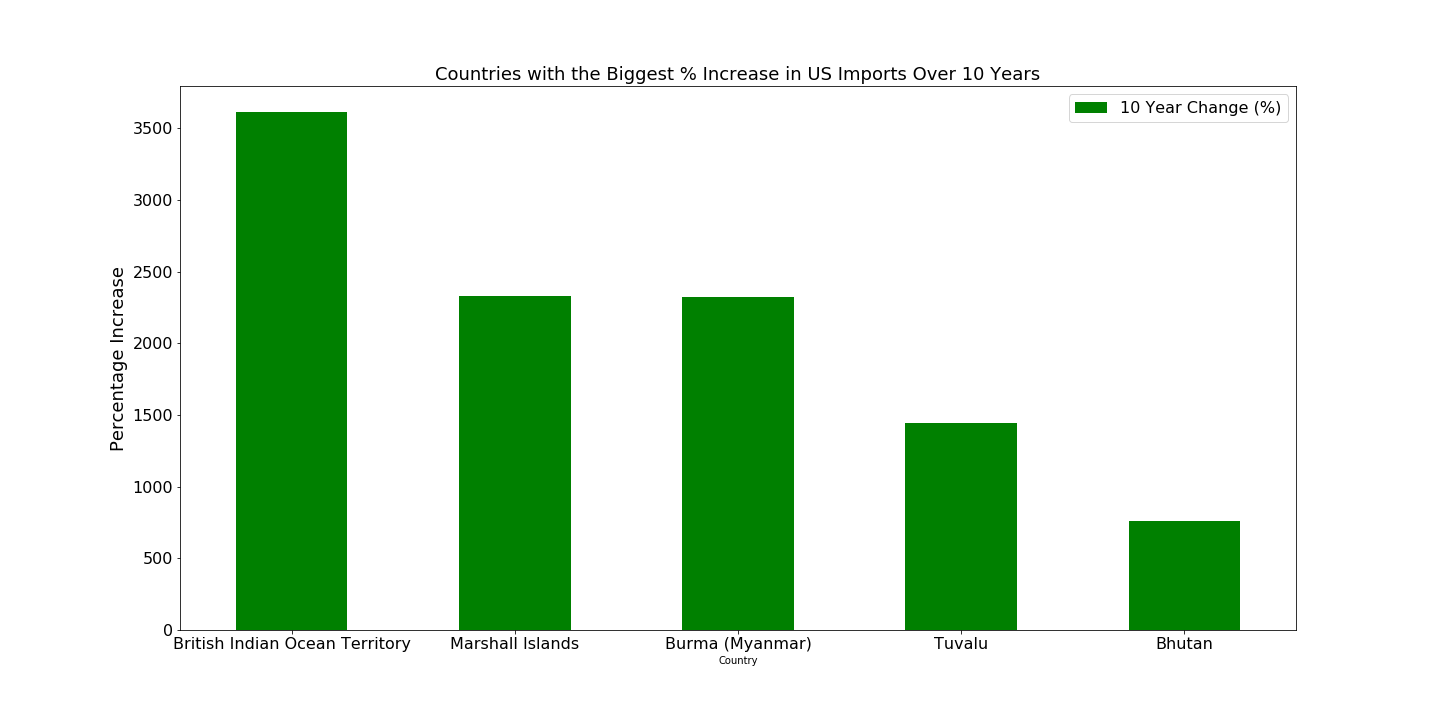 Countries with the Biggest % Increase in US Imports Over 10 Years
10 Year Change (%)
Percentage Increase
3500
3000
2500
2000
1500
1000
500
0
British Indian Ocean Territory
Marshall Islands
Burma (Myanmar)
Tuvalu
Bhutan
Country